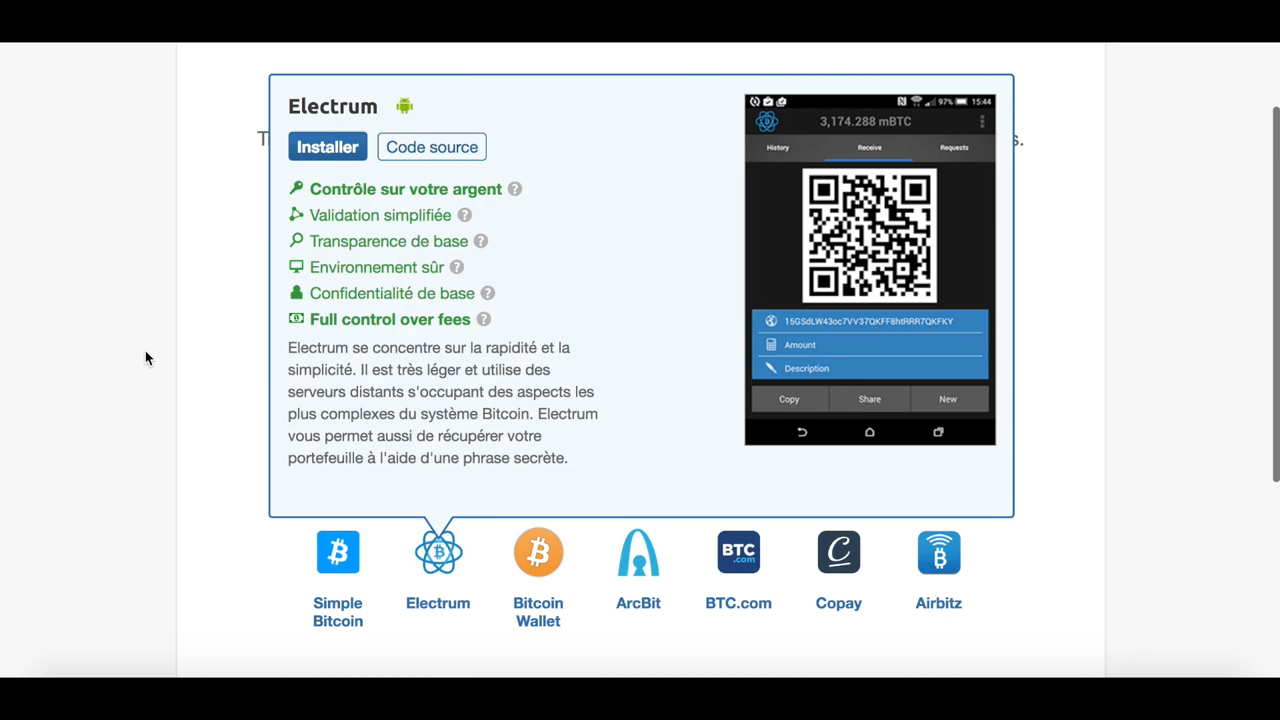 T
s.
Electrum
Installer
Code source
Contrôle sur votre argent ?
Validation simplifiée ?
Transparence de base ?
Environnement sûr ?
Confidentialité de base ?
Full control over fees ?
Electrum se concentre sur la rapidité et la
simplicité. Il est très léger et utilise des
serveurs distants s'occupant des aspects les
plus complexes du système Bitcoin. Electrum
vous permet aussi de récupérer votre
portefeuille à l'aide d'une phrase secrète.
97% 15:44
3,174.288 mBTC
History Receive Requests
15GSdLW43oc7VV37QKFF8htRRR7QKFKY
Amount
Description
Copy Share New
BTC
.com
Simple
Bitcoin
Electrum
Bitcoin
Wallet
ArcBit
BTC.com
Copay
Airbitz